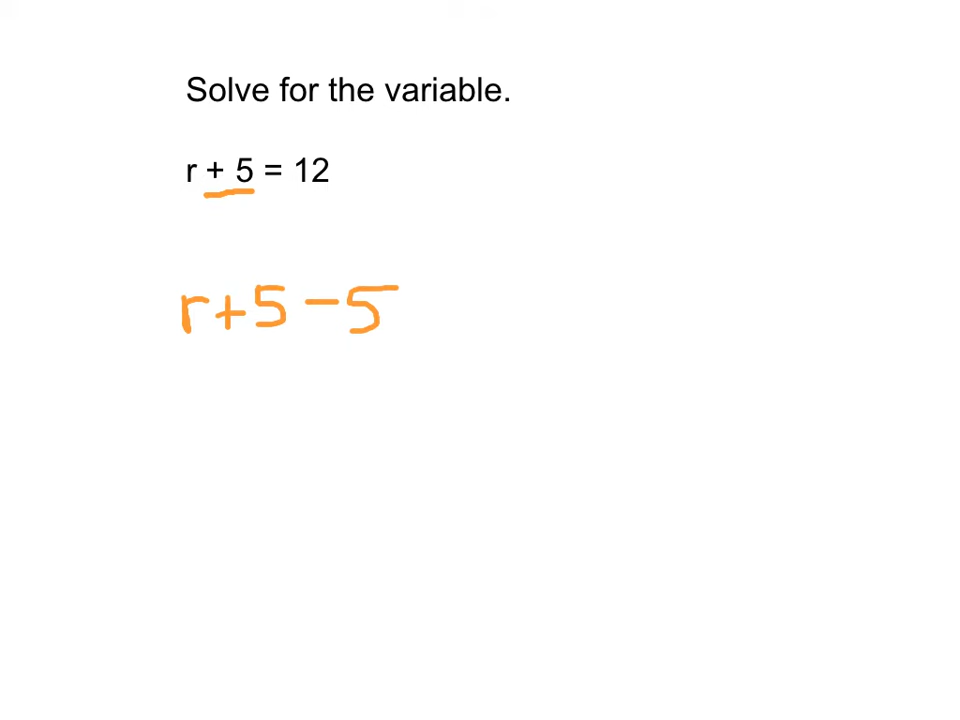 Solve for the variable.
r + 5 = 12
r+5-5